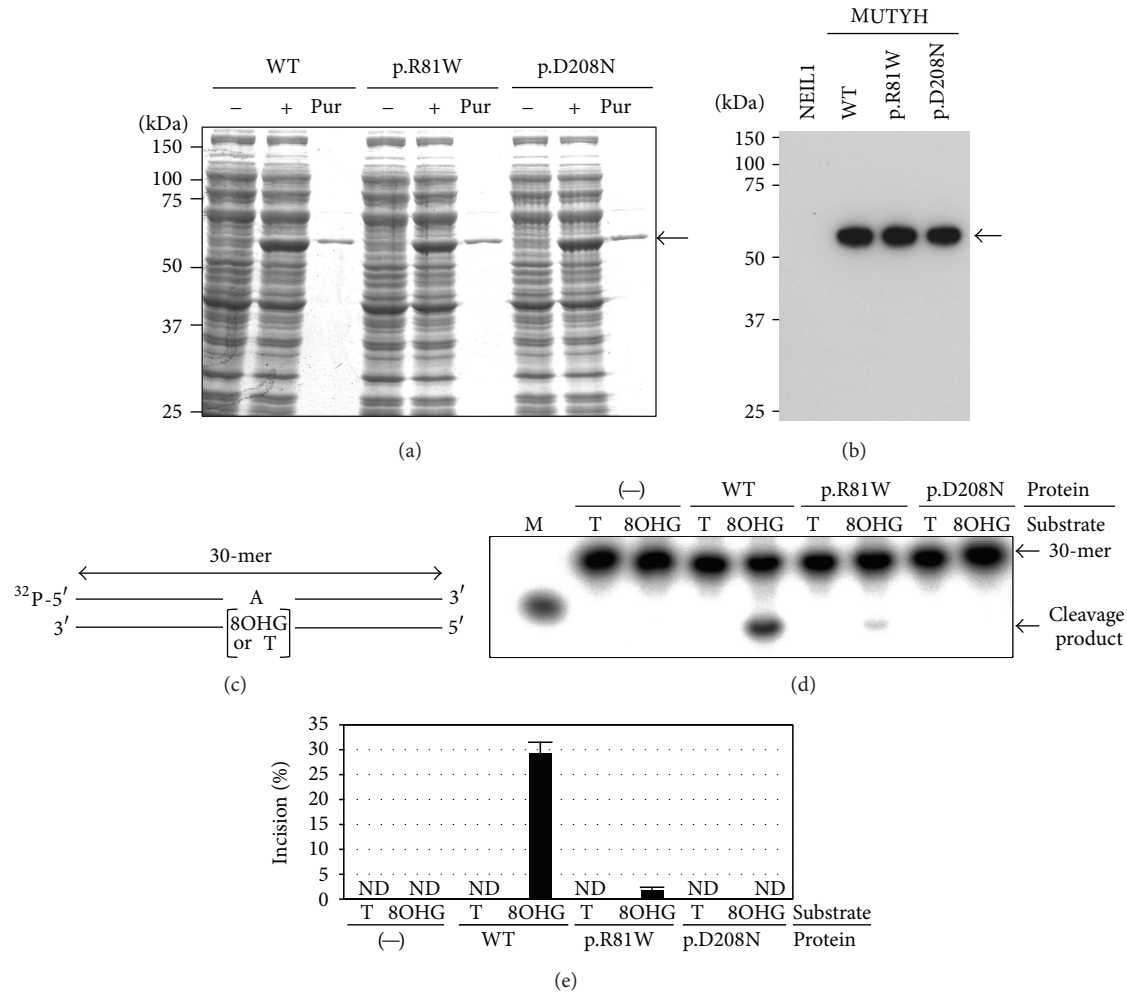 WT p.R81W p.D208N
− + Pur − + Pur − + Pur
(kDa)
150
100
75
50
37
25
(a)
MUTYH
NEIL1 WT p.R81W p.D208N
(kDa)
150
100
75
50
37
25
(b)
30-mer
³²P-5′ A 3′
3′ 8OHG 5′
or T
(c)
(—) WT p.R81W p.D208N Protein
M T 8OHG T 8OHG T 8OHG T 8OHG Substrate
30-mer
Cleavage
product
(d)
35
30
25
20
15
10
5
0
Incision (%)
ND ND ND ND ND ND
T 8OHG T 8OHG T 8OHG T 8OHG Substrate
(—) WT p.R81W p.D208N Protein
(e)